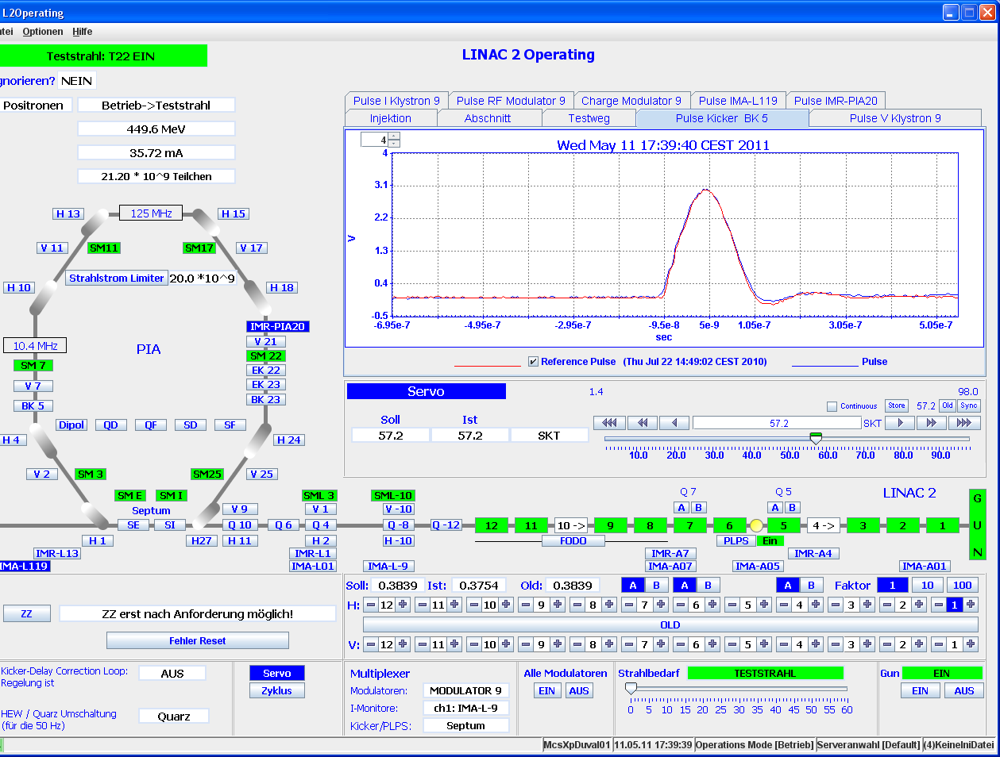 L2Operating
tei Optionen Hilfe
Teststrahl: T22 EIN
LINAC 2 Operating
gnorieren? NEIN
Positronen Betrieb->Teststrahl
449.6 MeV
35.72 mA
21.20 * 10^9 Teilchen
Pulse I Klystron 9 Pulse RF Modulator 9 Charge Modulator 9 Pulse IMA-L119 Pulse IMR-PIA20
Injektion Abschnitt Testweg Pulse Kicker BK 5 Pulse V Klystron 9
4
Wed May 11 17:39:40 CEST 2011
4
3.1
2.2
V
1.3
0.4
-0.5
-6.95e-7 -4.95e-7 -2.95e-7 -9.5e-8 5e-9 1.05e-7 3.05e-7 5.05e-7
sec
Reference Pulse (Thu Jul 22 14:49:02 CEST 2010) Pulse
H 13 125 MHz H 15
V 11 SM11 SM17 V 17
Strahlstrom Limiter 20.0 *10^9
H 10 H 18
IMR-PIA20
10.4 MHz PIA V 21
SM 7 SM 22
EK 22
V 7 EK 23
BK 5 BK 23
Dipol QD QF SD SF
H 4 H 24
V 2 SM 3 SM25 V 25
SM E SM I
Septum
SE SI
H 1 H27
V 9
Q 10
H 11
Q 6
SML 3
V 1
Q 4
H 2
IMR-L13 IMR-L1
IMA-L119 IMA-L01
SML-10
V -10
Q -8
H -10
IMA-L-9
Q -12
Servo 1.4 98.0
Continuous Store 57.2 Old Sync
Soll Ist
57.2 57.2 SKT
57.2 SKT
10.0 20.0 30.0 40.0 50.0 60.0 70.0 80.0 90.0
Q 7 Q 5 LINAC 2
A B A B
12 11 10 -> 9 8 7 6 5 4 -> 3 2 1
GUN
FODO PLPS Ein
IMR-A7 IMR-A4
IMA-A07 IMA-A05 IMA-A01
Soll: 0.3839 Ist: 0.3754 Old: 0.3839 A B A B A B Faktor 1 10 100
H: 12 11 10 9 8 7 6 5 4 3 2 1
OLD
V: 12 11 10 9 8 7 6 5 4 3 2 1
ZZ ZZ erst nach Anforderung möglich!
Fehler Reset
Kicker-Delay Correction Loop:
Regelung ist
AUS
HEW / Quarz Umschaltung
(für die 50 Hz)
Quarz
Servo
Zyklus
Multiplexer
Modulatoren: MODULATOR 9
I-Monitore: ch1: IMA-L-9
Kicker/PLPS: Septum
Alle Modulatoren
EIN AUS
Strahlbedarf TESTSTRAHL
0 5 10 15 20 25 30 35 40 45 50 55 60
Gun EIN
EIN AUS
McsXpDuval01 11.05.11 17:39:39 Operations Mode [Betrieb] Serveranwahl [Default] (4)KeineIniDatei